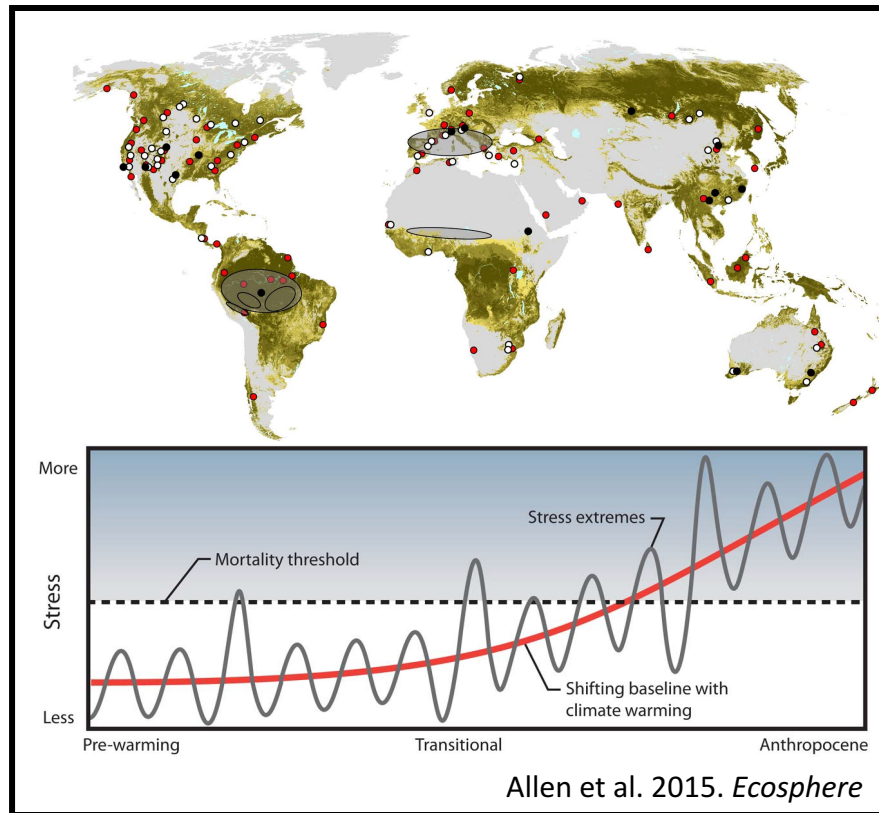 More
Stress extremes
Mortality threshold
Stress
Shifting baseline with
climate warming
Less
Pre-warming
Transitional
Anthropocene
Allen et al. 2015. Ecosphere